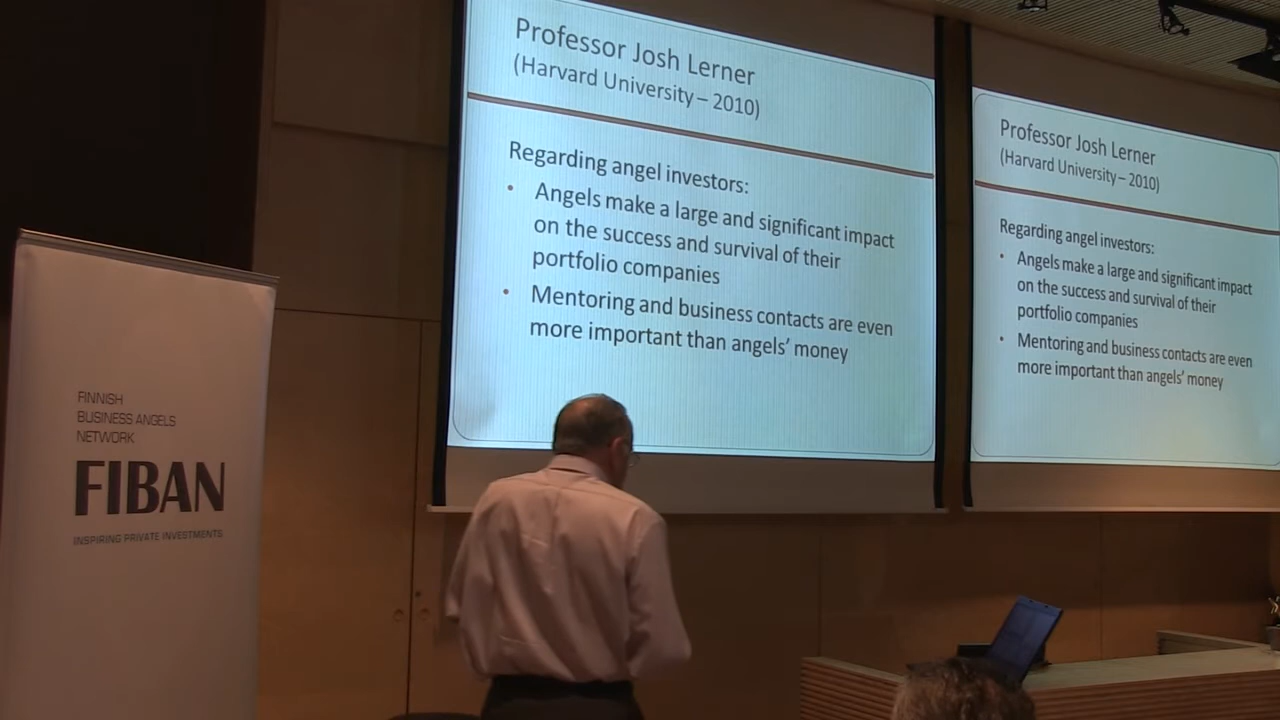 FINNISH
BUSINESS ANGELS
NETWORK
FIBAN
INSPIRING PRIVATE INVESTMENTS
Professor Josh Lerner
(Harvard University – 2010)
Regarding angel investors:
• Angels make a large and significant impact
on the success and survival of their
portfolio companies
• Mentoring and business contacts are even
more important than angels' money
Professor Josh Lerner
(Harvard University – 2010)
Regarding angel investors:
• Angels make a large and significant impact
on the success and survival of their
portfolio companies
• Mentoring and business contacts are even
more important than angels' money